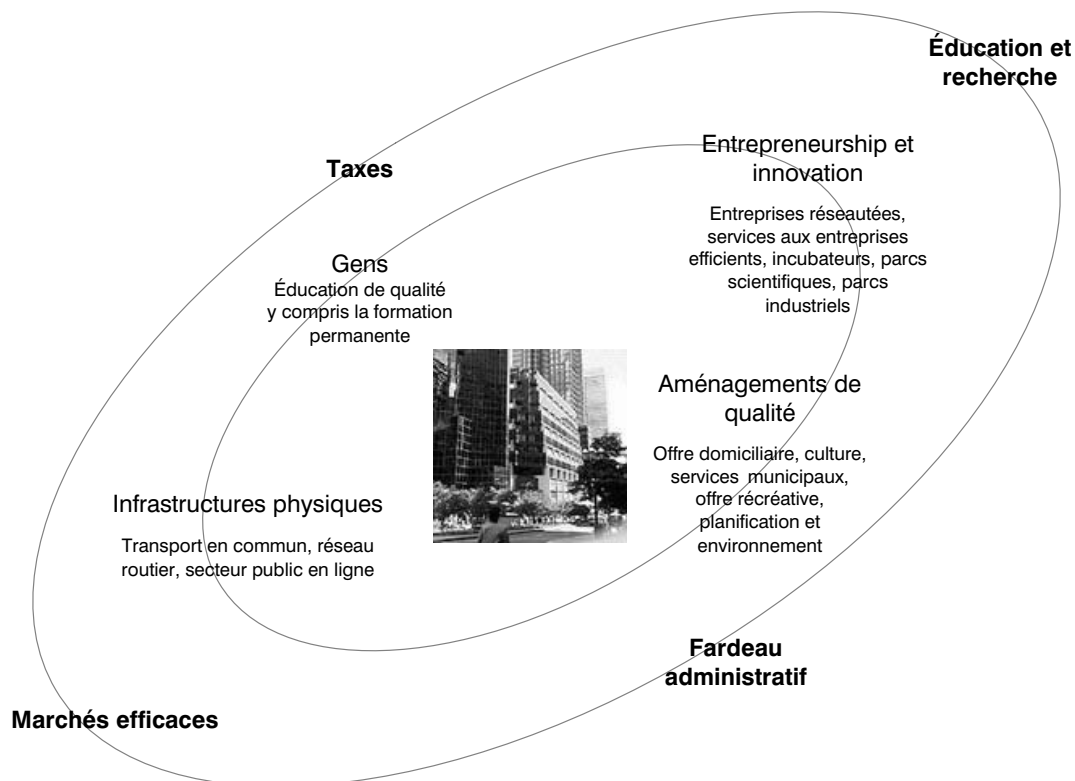 Éducation et
recherche
Taxes
Entrepreneurship et
innovation
Entreprises réseautées,
services aux entreprises
efficients, incubateurs, parcs
scientifiques, parcs
industriels
Gens
Éducation de qualité
y compris la formation
permanente
Aménagements de
qualité
Offre domiciliaire, culture,
services municipaux,
offre récréative,
planification et
environnement
Infrastructures physiques
Transport en commun, réseau
routier, secteur public en ligne
Fardeau
administratif
Marchés efficaces